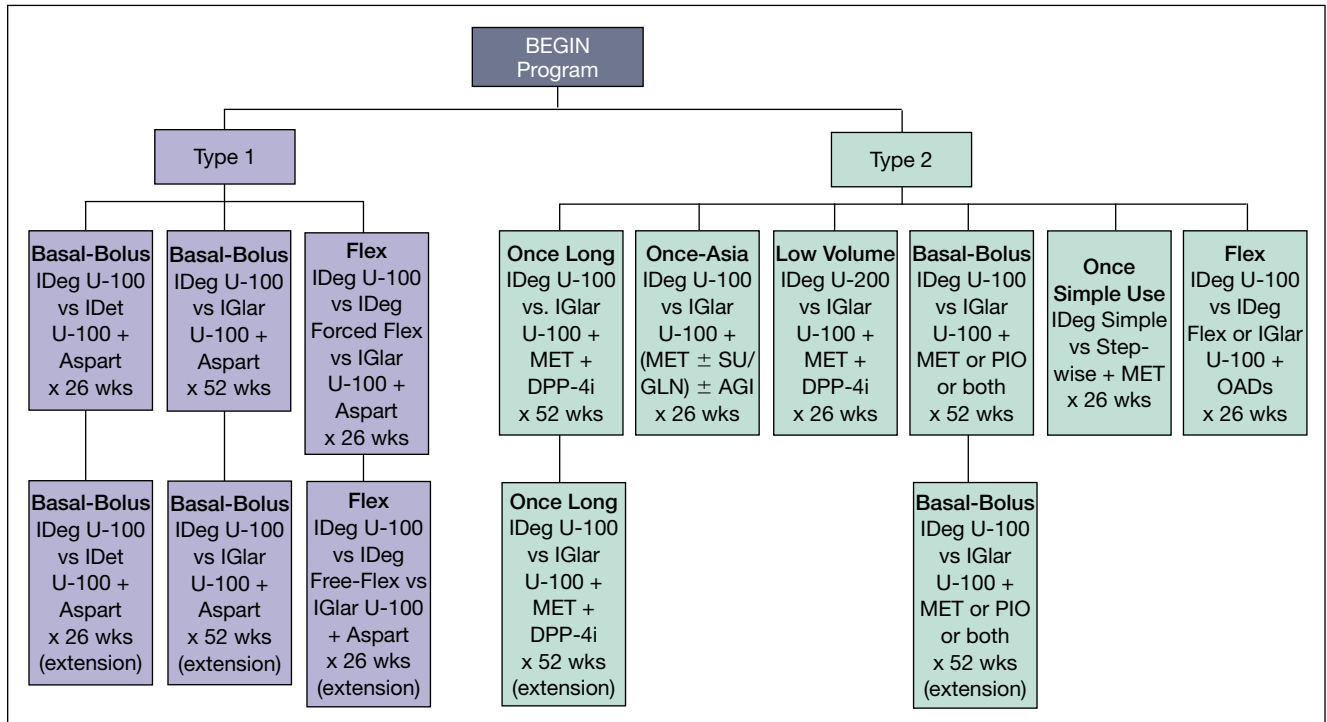 BEGIN
Program
Type 1
Type 2
Basal-Bolus
IDeg U-100
vs IDet
U-100 +
Aspart
x 26 wks
Basal-Bolus
IDeg U-100
vs IGlar
U-100 +
Aspart
x 52 wks
Flex
IDeg U-100
vs IDeg
Forced Flex
vs IGlar
U-100 +
Aspart
x 26 wks
Once Long
IDeg U-100
vs. IGlar
U-100 +
MET +
DPP-4i
x 52 wks
Once-Asia
IDeg U-100
vs IGlar
U-100 +
(MET ± SU/
GLN) ± AGI
x 26 wks
Low Volume
IDeg U-200
vs IGlar
U-100 +
MET +
DPP-4i
x 26 wks
Basal-Bolus
IDeg U-100
vs IGlar
U-100 +
MET or PIO
or both
x 52 wks
Once
Simple Use
IDeg Simple
vs Step-
wise + MET
x 26 wks
Flex
IDeg U-100
vs IDeg
Flex or IGlar
U-100 +
OADs
x 26 wks
Basal-Bolus
IDeg U-100
vs IDet
U-100 +
Aspart
x 26 wks
(extension)
Basal-Bolus
IDeg U-100
vs IGlar
U-100 +
Aspart
x 52 wks
(extension)
Flex
IDeg U-100
vs IDeg
Free-Flex vs
IGlar U-100
+ Aspart
x 26 wks
(extension)
Once Long
IDeg U-100
vs IGlar
U-100 +
MET +
DPP-4i
x 52 wks
(extension)
Basal-Bolus
IDeg U-100
vs IGlar
U-100 +
MET or PIO
or both
x 52 wks
(extension)